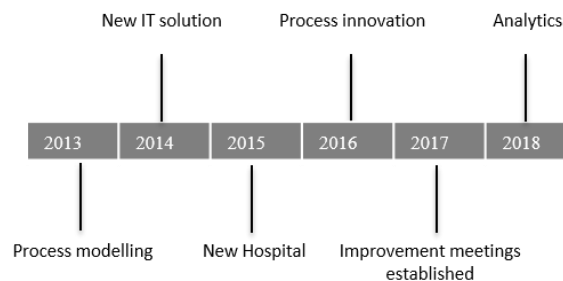 New IT solution Process innovation Analytics
2013 2014 2015 2016 2017 2018
Process modelling New Hospital Improvement meetings
established